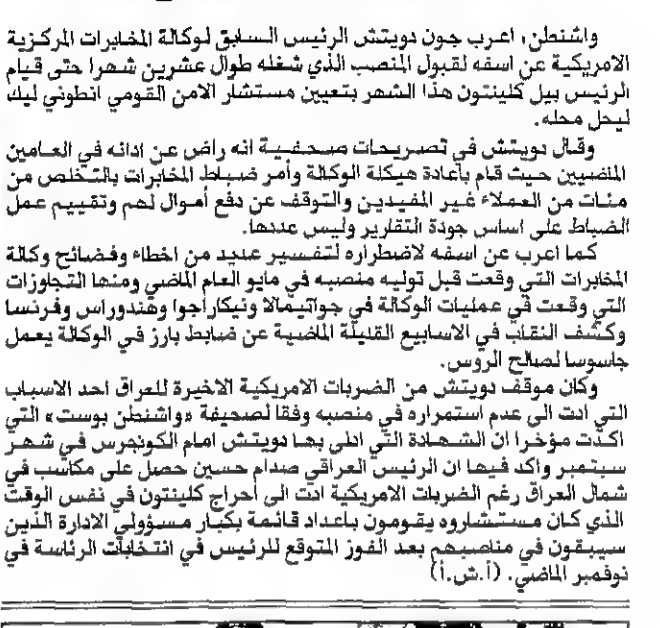 واشنطن، اعرب جون دويتش الرئيس السابق لوكالة المخابرات المركزية
الامريكية عن اسفه لقبول المنصب الذي شغله طوال عشرين شهرا حتى قيام
الرئيس بيل كلينتون هذا الشهر بتعيين مستشار الامن القومي انطوني ليك
ليحل محله.
وقال دويتش في تصريحات صحفية انه راض عن ادائه في العامين
الماضيين حيث قام باعادة هيكلة الوكالة وأمر ضباط المخابرات بالتخلص من
مئات من العملاء غير المفيدين والتوقف عن دفع أموال لهم وتقييم عمل
الضباط على اساس جودة التقارير وليس عددها.
كما اعرب عن اسفه لاضطراره لتفسير عديد من اخطاء وفضائح وكالة
المخابرات التي وقعت قبل توليه منصبه في مايو العام الماضي ومنها التجاوزات
التي وقعت في عمليات الوكالة في جواتيمالا ونيكاراجوا وهندوراس وفرنسا
وكشف النقاب في الاسابيع القليلة الماضية عن ضابط بارز في الوكالة يعمل
جاسوسا لصالح الروس.
وكان موقف دويتش من الضربات الامريكية الاخيرة للعراق احد الاسباب
التي ادت الى عدم استمراره في منصبه وفقا لصحيفة «واشنطن بوست» التي
اكدت مؤخرا ان الشهادة التي ادلى بها دويتش امام الكونجرس في شهر
سبتمبر واكد فيها ان الرئيس العراقي صدام حسين حصل على مكاسب في
شمال العراق رغم الضربات الامريكية ادت الى احراج كلينتون في نفس الوقت
الذي كان مستشاروه يقومون باعداد قائمة بكبار مسؤولي الادارة الذين
سيبقون في مناصبهم بعد الفوز المتوقع للرئيس في انتخابات الرئاسة في
نوفمبر الماضي. (أ.ش.أ)